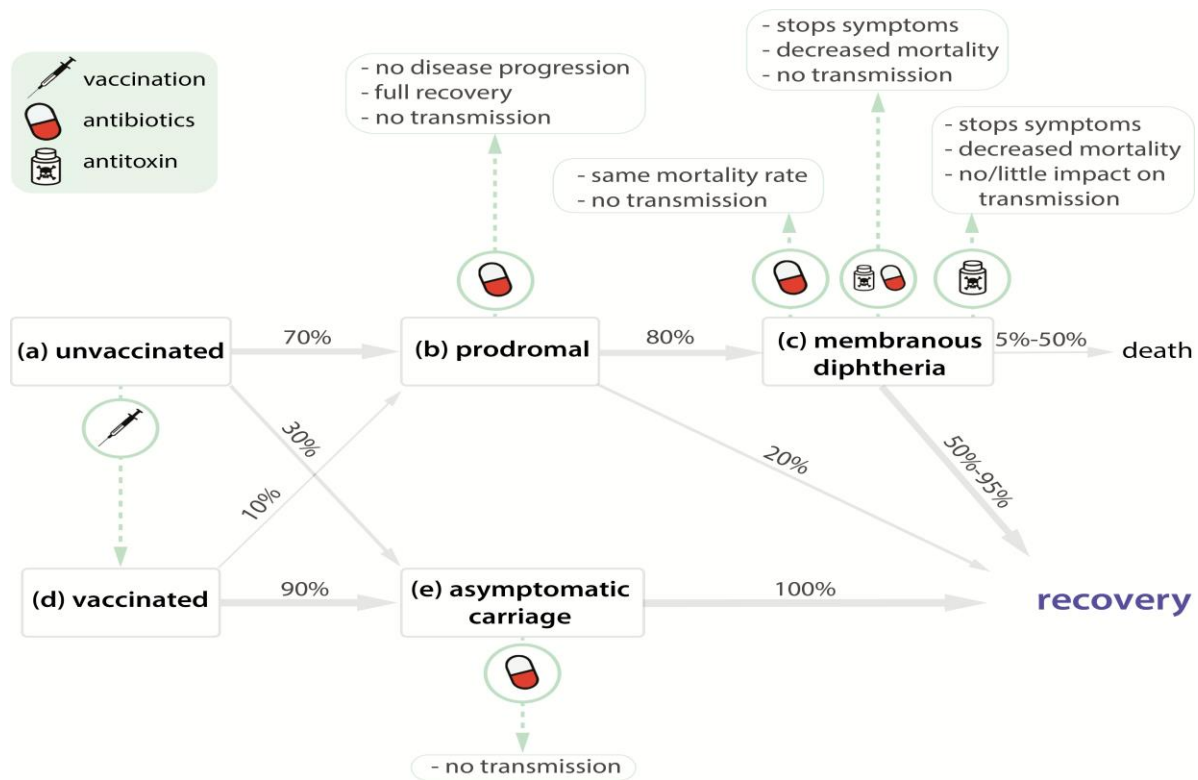 vaccination
antibiotics
antitoxin
- no disease progression
- full recovery
- no transmission
- stops symptoms
- decreased mortality
- no transmission
- same mortality rate
- no transmission
- stops symptoms
- decreased mortality
- no/little impact on
transmission
(a) unvaccinated
70%
(b) prodromal
80%
(c) membranous
diphtheria
5%-50%
death
30%
10%
20%
50%-95%
(d) vaccinated
90%
(e) asymptomatic
carriage
100%
recovery
- no transmission